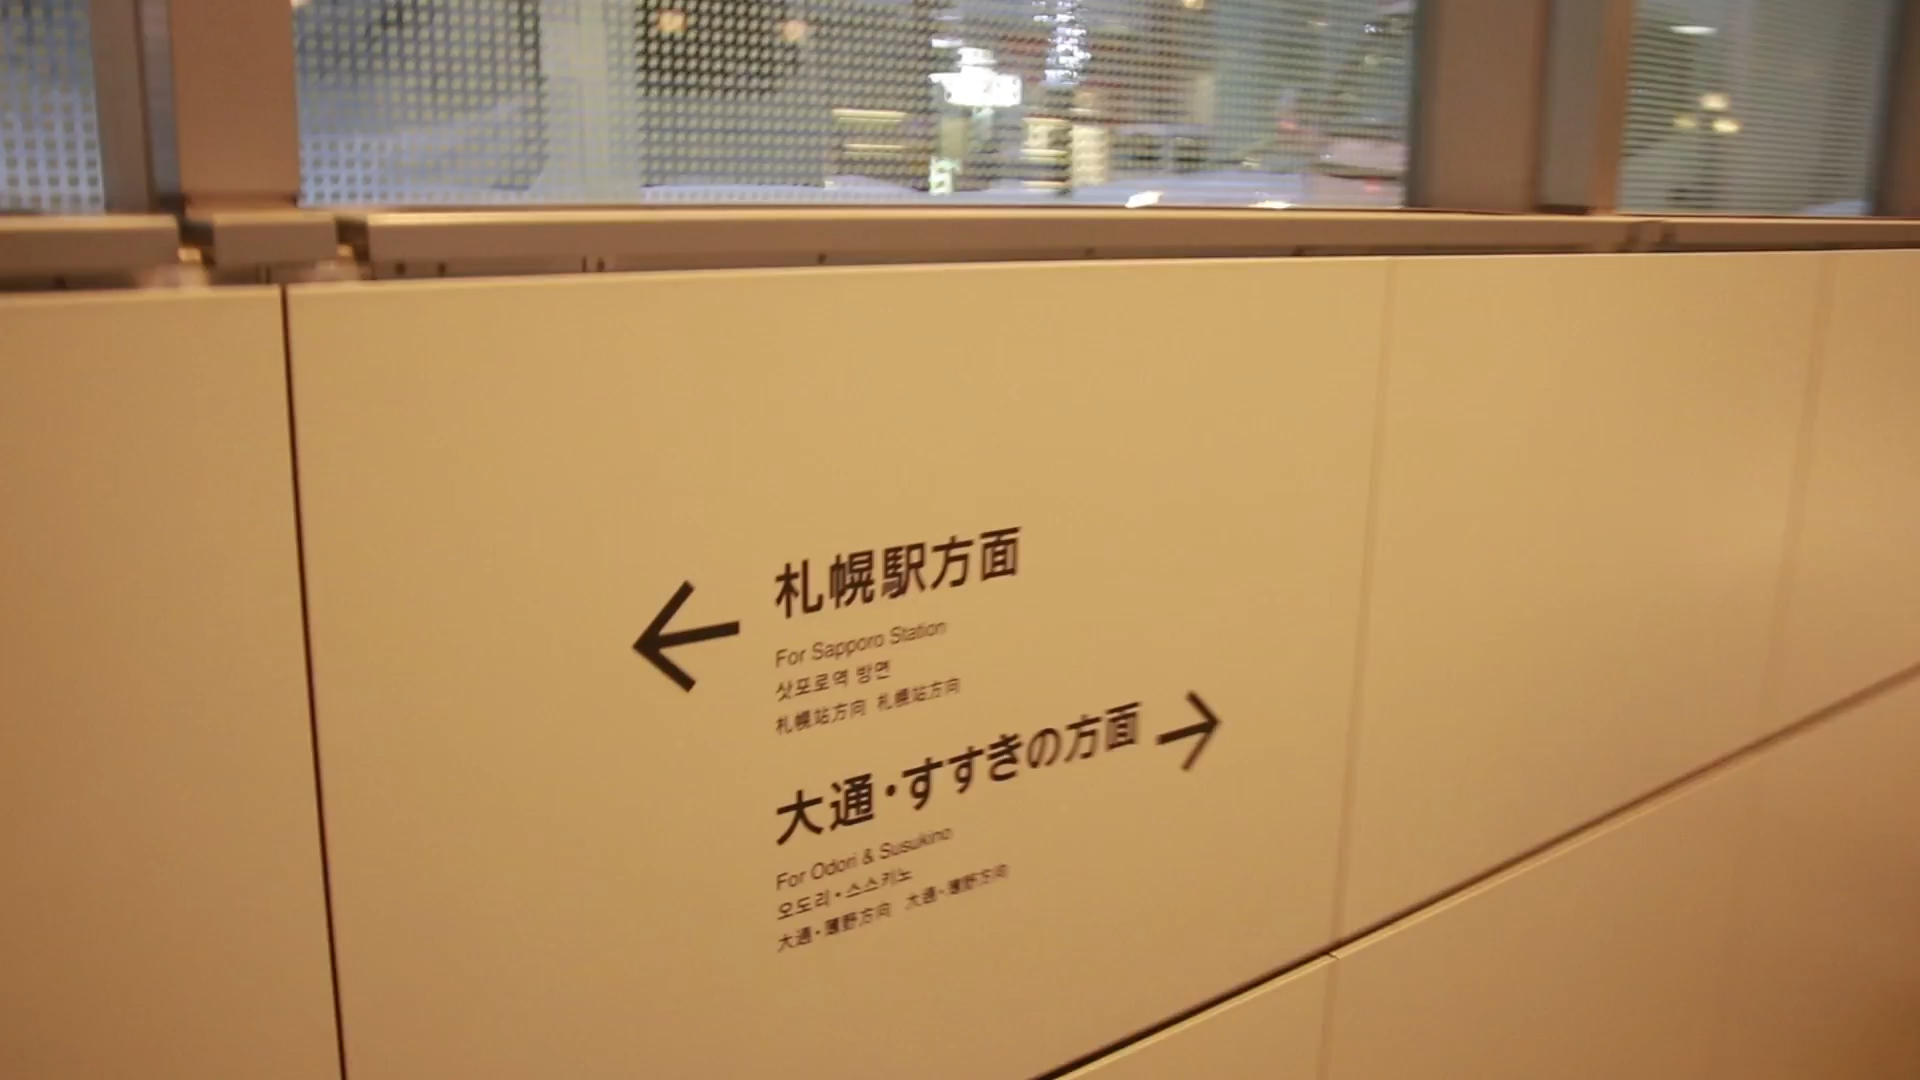 札幌駅方面
For Sapporo Station
삿포로역 방면
札幌站方向 札幌站方向
大通・すすきの方面
For Odori & Susukino
오도리・스스키노
大通・薄野方向 大通・薄野方向